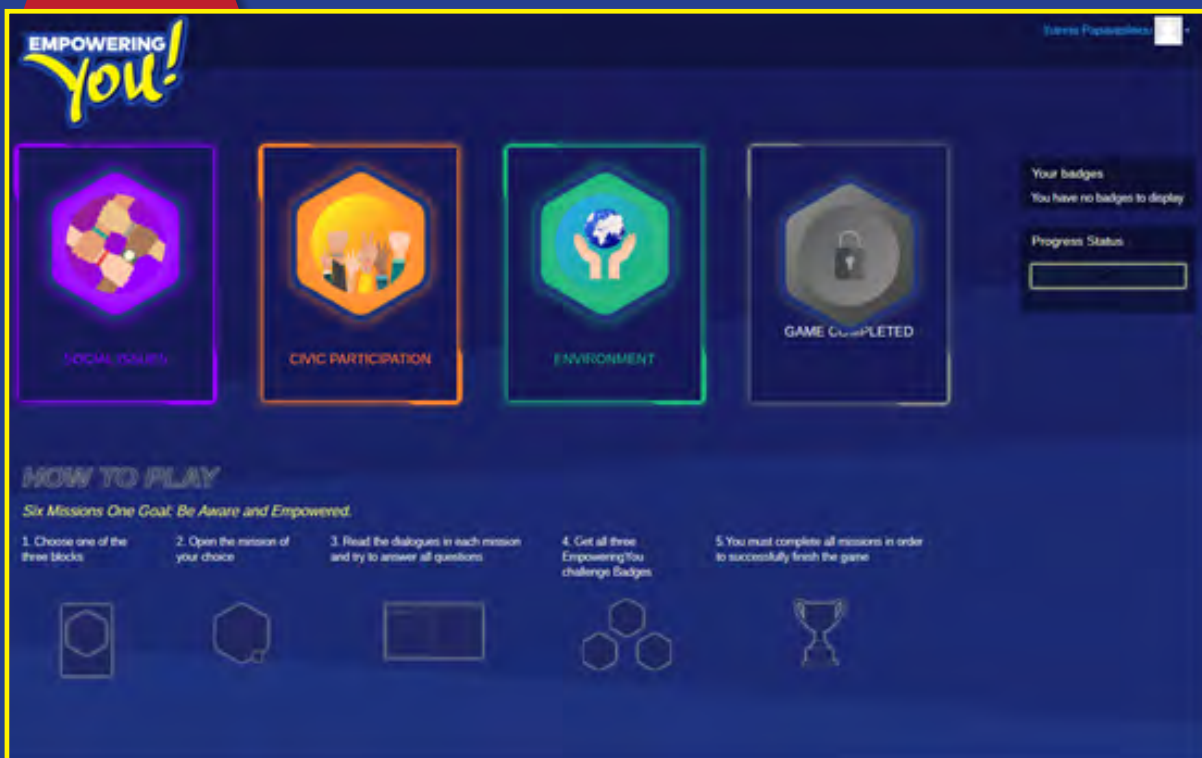 EMPOWERING
You!
Your badges
You have no badges to display
Progress Status
SOCIAL ISSUES
CIVIC PARTICIPATION
ENVIRONMENT
GAME COMPLETED
HOW TO PLAY
Six Missions One Goal: Be Aware and Empowered.
1. Choose one of the
three blocks
2. Open the mission of
your choice
3. Read the dialogues in each mission
and try to answer all questions
4. Get all three
EmpoweringYou
challenge Badges
5.You must complete all missions in order
to successfully finish the game